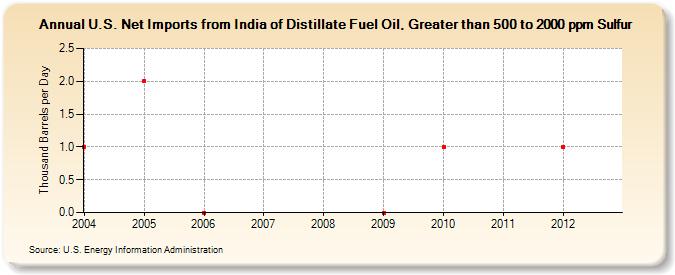 Annual U.S. Net Imports from India of Distillate Fuel Oil, Greater than 500 to 2000 ppm Sulfur
Thousand Barrels per Day
2.5
2.0
1.5
1.0
0.5
0.0
2004 2005 2006 2007 2008 2009 2010 2011 2012
Source: U.S. Energy Information Administration